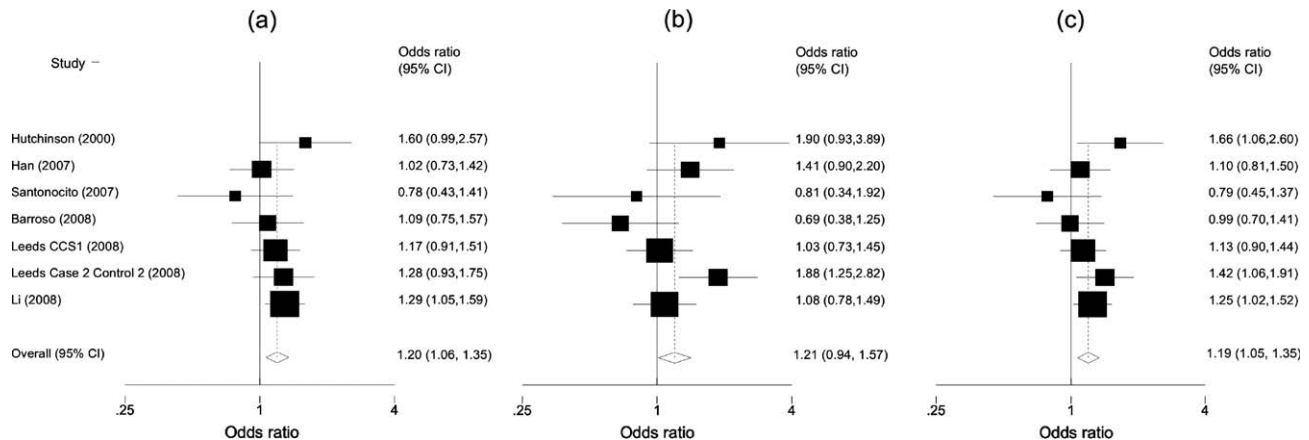 (a) (b) (c)
Study
Odds ratio
(95% CI)
Odds ratio
(95% CI)
Odds ratio
(95% CI)
Hutchinson (2000) 1.60 (0.99,2.57) 1.90 (0.93,3.89) 1.66 (1.06,2.60)
Han (2007) 1.02 (0.73,1.42) 1.41 (0.90,2.20) 1.10 (0.81,1.50)
Santonocito (2007) 0.78 (0.43,1.41) 0.81 (0.34,1.92) 0.79 (0.45,1.37)
Barroso (2008) 1.09 (0.75,1.57) 0.69 (0.38,1.25) 0.99 (0.70,1.41)
Leeds CCS1 (2008) 1.17 (0.91,1.51) 1.03 (0.73,1.45) 1.13 (0.90,1.44)
Leeds Case 2 Control 2 (2008) 1.28 (0.93,1.75) 1.88 (1.25,2.82) 1.42 (1.06,1.91)
Li (2008) 1.29 (1.05,1.59) 1.08 (0.78,1.49) 1.25 (1.02,1.52)
Overall (95% CI) 1.20 (1.06, 1.35) 1.21 (0.94, 1.57) 1.19 (1.05, 1.35)
.25 1 4 .25 1 4 .25 1 4
Odds ratio Odds ratio Odds ratio